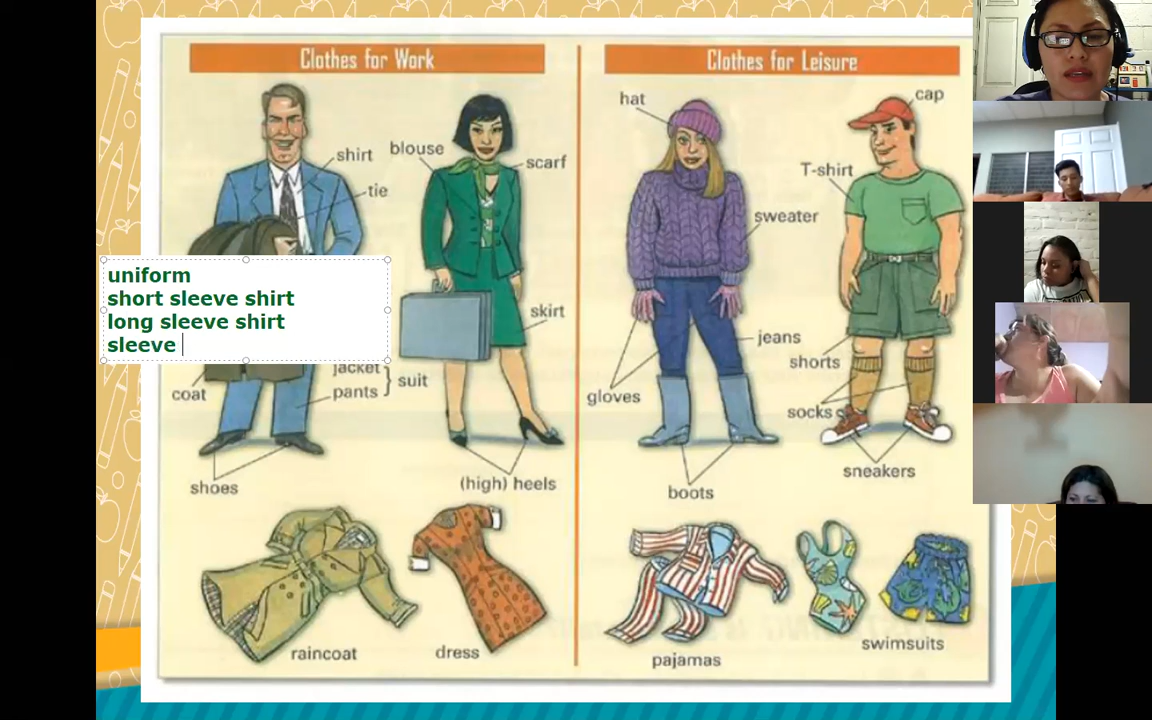 Clothes for Work
Clothes for Leisure
hat
cap
shirt
blouse
scarf
T-shirt
tie
sweater
uniform
short sleeve shirt
long sleeve shirt
sleeve
skirt
jeans
shorts
jacket
pants
suit
coat
gloves
socks
shoes
(high) heels
boots
sneakers
raincoat
dress
pajamas
swimsuits